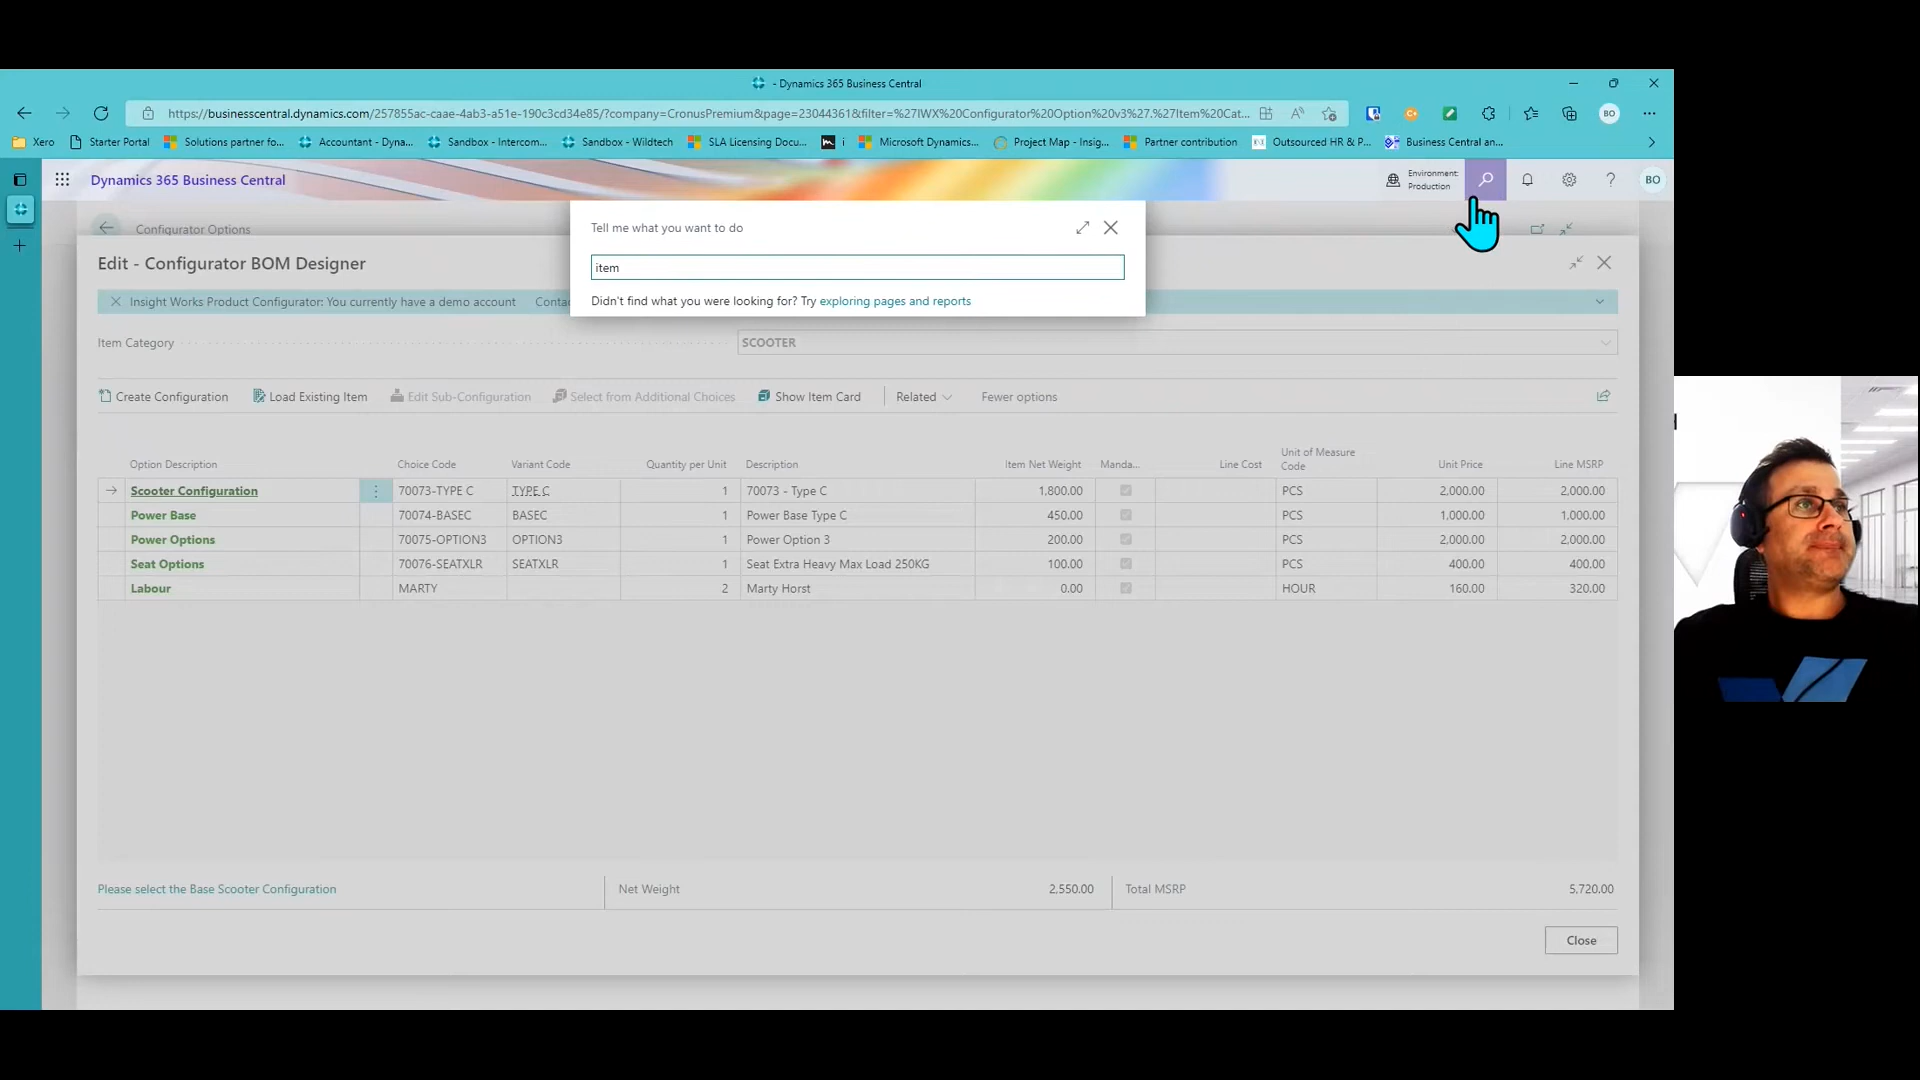 - Dynamics 365 Business Central
https://businesscentral.dynamics.com/257855ac-caae-4ab3-a51e-190c3cd34e85/?company=CronusPremium&page=23044361&filter=%27IWX%20Configurator%20Option%20v3%27.%27Item%20Cat...
BO
Xero
Starter Portal
Solutions partner fo...
Accountant - Dyna...
Sandbox - Intercom...
Sandbox - Wildtech
SLA Licensing Docu...
i
Microsoft Dynamics...
Project Map - Insig...
Partner contribution
Outsourced HR & P...
Business Central an...
Dynamics 365 Business Central
Environment:
Production
?
BO
Configurator Options
Tell me what you want to do
item
Didn't find what you were looking for? Try exploring pages and reports
Edit - Configurator BOM Designer
Insight Works Product Configurator: You currently have a demo account Conta
Item Category SCOOTER
Create Configuration Load Existing Item Edit Sub-Configuration Select from Additional Choices Show Item Card Related Fewer options
Option Description Choice Code Variant Code Quantity per Unit Description Item Net Weight Manda... Line Cost Unit of Measure Code Unit Price Line MSRP
Scooter Configuration 70073-TYPE C TYPE C 1 70073 - Type C 1,800.00 PCS 2,000.00 2,000.00
Power Base 70074-BASEC BASEC 1 Power Base Type C 450.00 PCS 1,000.00 1,000.00
Power Options 70075-OPTION3 OPTION3 1 Power Option 3 200.00 PCS 2,000.00 2,000.00
Seat Options 70076-SEATXLR SEATXLR 1 Seat Extra Heavy Max Load 250KG 100.00 PCS 400.00 400.00
Labour MARTY 2 Marty Horst 0.00 HOUR 160.00 320.00
Please select the Base Scooter Configuration
Net Weight 2,550.00
Total MSRP 5,720.00
Close